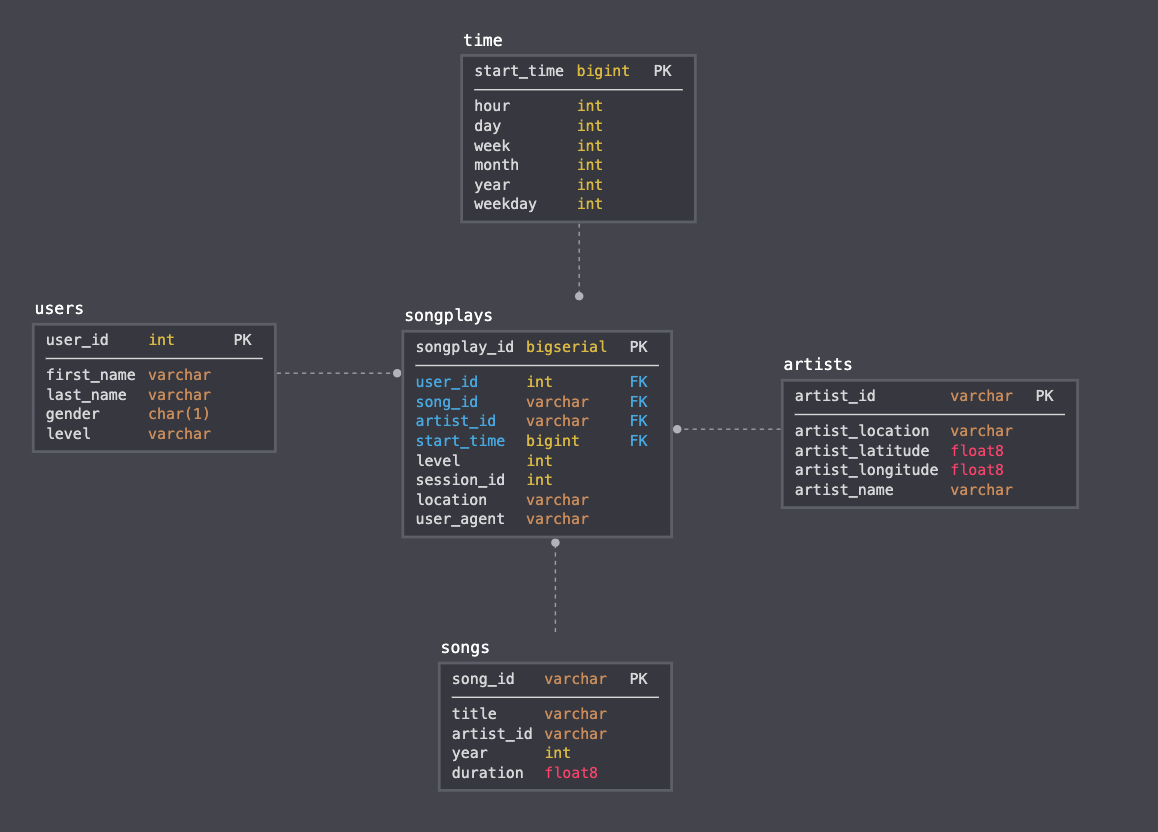 time
start_time bigint PK
hour int
day int
week int
month int
year int
weekday int
users
user_id int PK
first_name varchar
last_name varchar
gender char(1)
level varchar
songplays
songplay_id bigserial PK
user_id int FK
song_id varchar FK
artist_id varchar FK
start_time bigint FK
level int
session_id int
location varchar
user_agent varchar
artists
artist_id varchar PK
artist_location varchar
artist_latitude float8
artist_longitude float8
artist_name varchar
songs
song_id varchar PK
title varchar
artist_id varchar
year int
duration float8